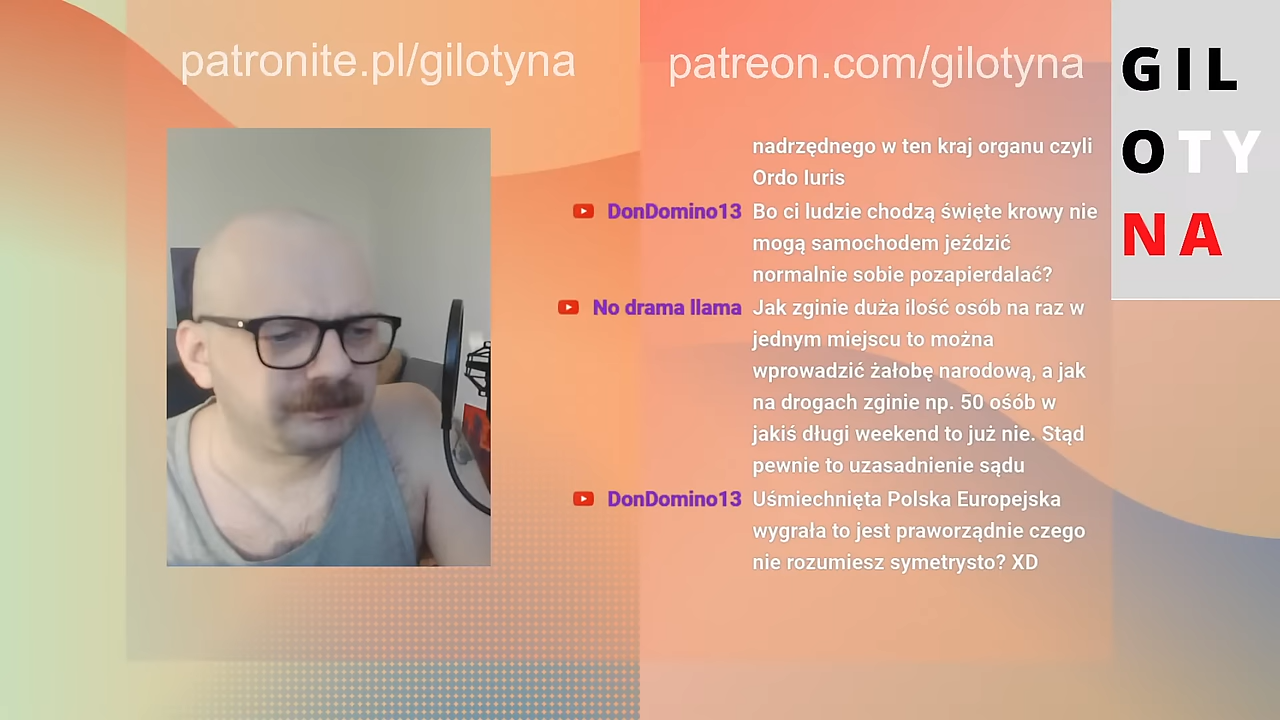 patronite.pl/gilotyna
patreon.com/gilotyna
GIL
OTY
NA
nadrzędnego w ten kraj organu czyli
Ordo Iuris
DonDomino13 Bo ci ludzie chodzą święte krowy nie
mogą samochodem jeździć
normalnie sobie pozapierdalać?
No drama llama Jak zginie duża ilość osób na raz w
jednym miejscu to można
wprowadzić żałobę narodową, a jak
na drogach zginie np. 50 ośób w
jakiś długi weekend to już nie. Stąd
pewnie to uzasadnienie sądu
DonDomino13 Uśmiechnięta Polska Europejska
wygrała to jest praworządnie czego
nie rozumiesz symetrysto? XD